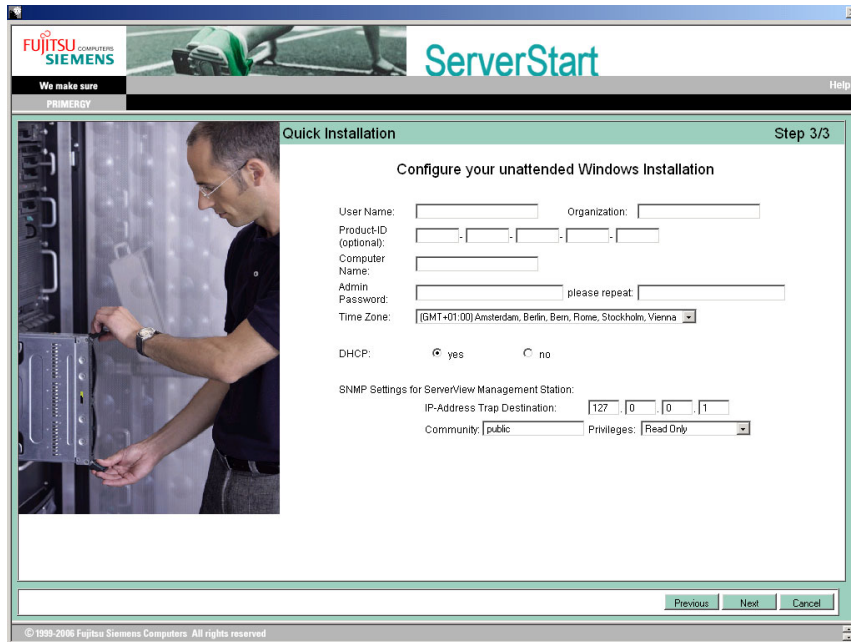 FUJITSU COMPUTERS
SIEMENS
ServerStart
We make sure
Help
PRIMERGY
Quick Installation
Step 3/3
Configure your unattended Windows Installation
User Name:
Organization:
Product-ID
(optional):
- - - -
Computer
Name:
Admin
Password:
please repeat:
Time Zone:
(GMT+01:00) Amsterdam, Berlin, Bern, Rome, Stockholm, Vienna
DHCP:
yes
no
SNMP Settings for ServerView Management Station:
IP-Address Trap Destination:
127 . 0 . 0 . 1
Community: public
Privileges: Read Only
Previous
Next
Cancel
© 1999-2006 Fujitsu Siemens Computers All rights reserved